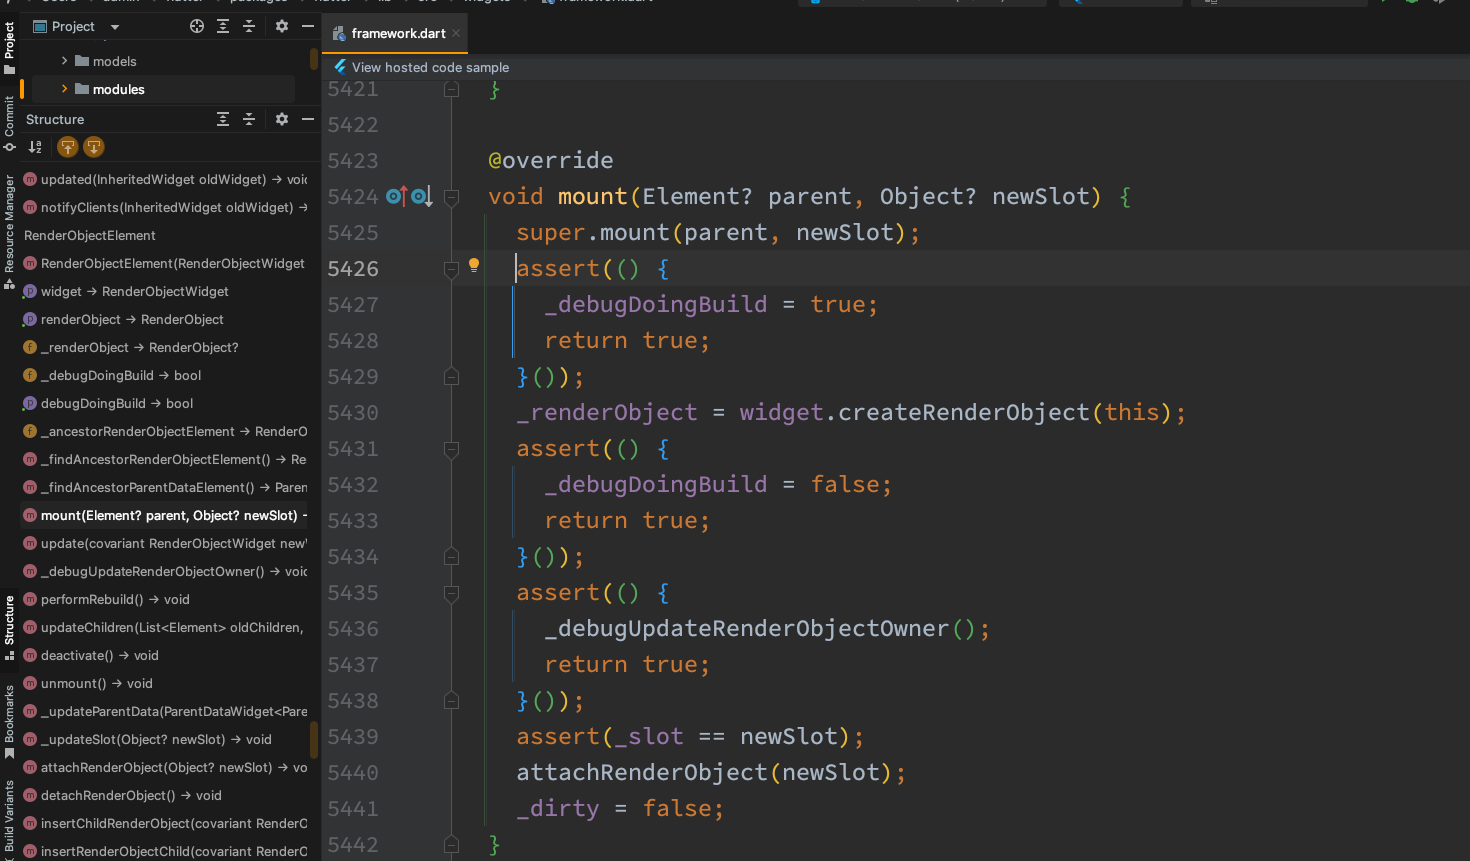 Project
framework.dart
models
View hosted code sample
modules
Structure
updated(InheritedWidget oldWidget) → voi
notifyClients(InheritedWidget oldWidget) →
RenderObjectElement
RenderObjectElement(RenderObjectWidget
widget → RenderObjectWidget
renderObject → RenderObject
_renderObject → RenderObject?
_debugDoingBuild → bool
debugDoingBuild → bool
_ancestorRenderObjectElement → RenderO
_findAncestorRenderObjectElement() → Re
_findAncestorParentDataElement() → Paren
mount(Element? parent, Object? newSlot) →
update(covariant RenderObjectWidget new
_debugUpdateRenderObjectOwner() → voi
performRebuild() → void
updateChildren(List<Element> oldChildren,
deactivate() → void
unmount() → void
_updateParentData(ParentDataWidget<Pare
_updateSlot(Object? newSlot) → void
attachRenderObject(Object? newSlot) → vo
detachRenderObject() → void
insertChildRenderObject(covariant RenderO
insertRenderObjectChild(covariant RenderO
Project
Commit
Resource Manager
Structure
Bookmarks
Build Variants
5421 }
5422
5423 @override
5424 void mount(Element? parent, Object? newSlot) {
5425 super.mount(parent, newSlot);
5426 assert(() {
5427 _debugDoingBuild = true;
5428 return true;
5429 }());
5430 _renderObject = widget.createRenderObject(this);
5431 assert(() {
5432 _debugDoingBuild = false;
5433 return true;
5434 }());
5435 assert(() {
5436 _debugUpdateRenderObjectOwner();
5437 return true;
5438 }());
5439 assert(_slot == newSlot);
5440 attachRenderObject(newSlot);
5441 _dirty = false;
5442 }